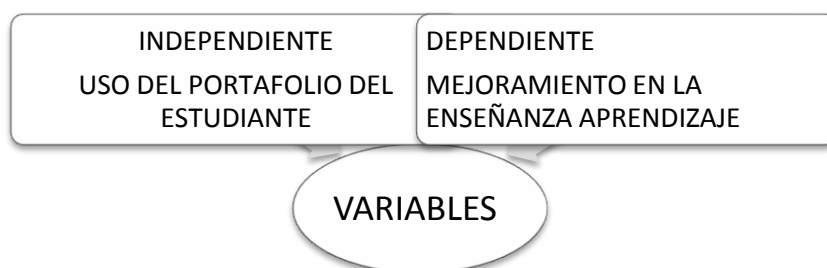 INDEPENDIENTE
USO DEL PORTAFOLIO DEL
ESTUDIANTE
DEPENDIENTE
MEJORAMIENTO EN LA
ENSEÑANZA APRENDIZAJE
VARIABLES